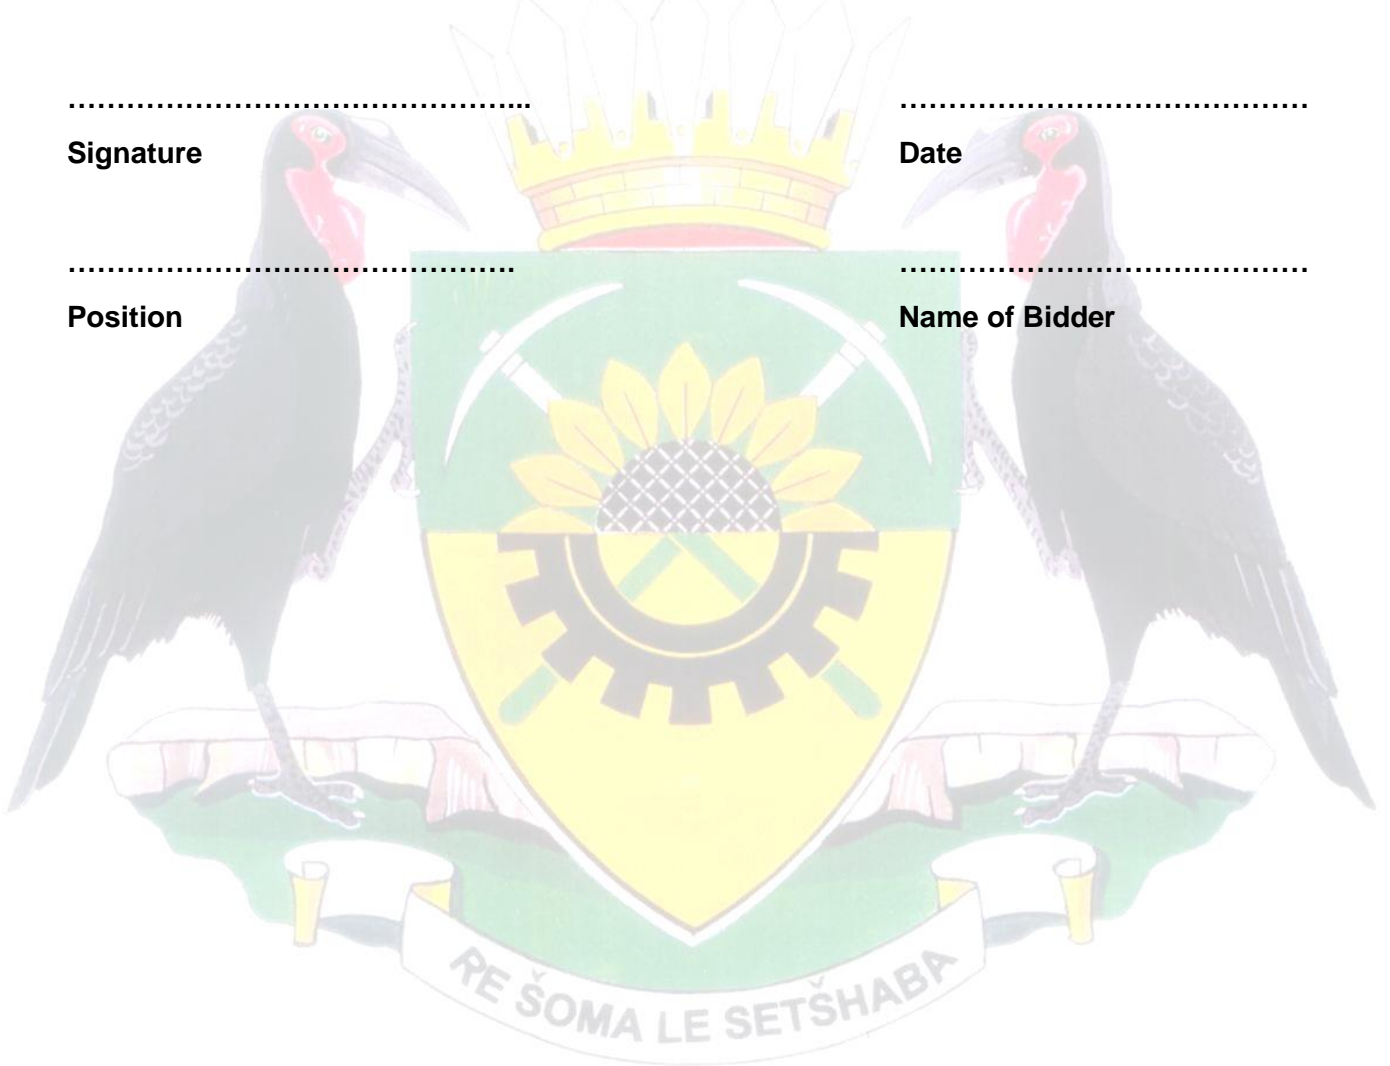 …………………………………………... ……………………………………
Signature Date
………………………………………. ……………………………………
Position Name of Bidder
RE ŠOMA LE SETŠHABA